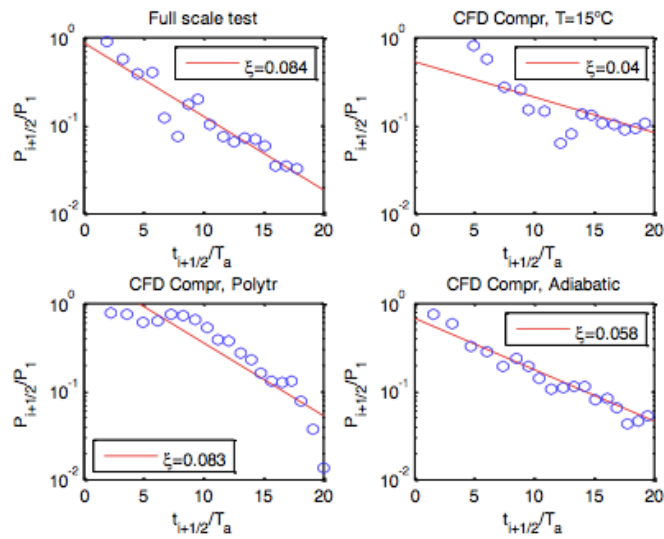 Full scale test
10^0
10^-1
10^-2
P_{i+1/2}/P_1
ξ=0.084
0 5 10 15 20
t_{i+1/2}/T_a
CFD Compr, T=15ºC
10^0
10^-1
10^-2
P_{i+1/2}/P_1
ξ=0.04
0 5 10 15 20
t_{i+1/2}/T_a
CFD Compr, Polytr
10^0
10^-1
10^-2
P_{i+1/2}/P_1
ξ=0.083
0 5 10 15 20
t_{i+1/2}/T_a
CFD Compr, Adiabatic
10^0
10^-1
10^-2
P_{i+1/2}/P_1
ξ=0.058
0 5 10 15 20
t_{i+1/2}/T_a